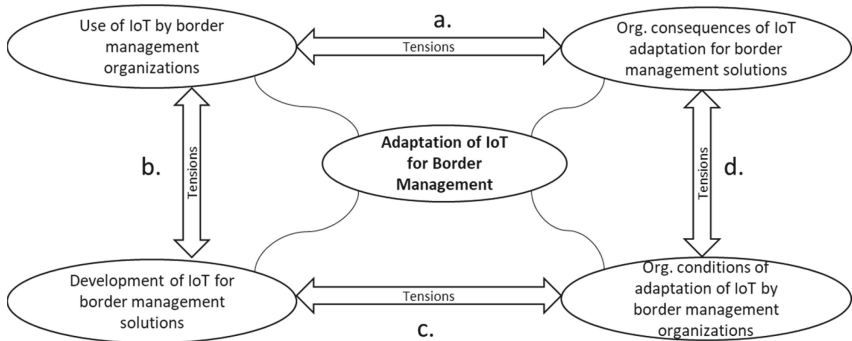 a.
Use of IoT by border
management
organizations
Tensions
Org. consequences of IoT
adaptation for border
management solutions
Adaptation of IoT
for Border
Management
b.
Tensions
Tensions
d.
Development of IoT for
border management
solutions
Tensions
c.
Org. conditions of
adaptation of IoT by
border management
organizations